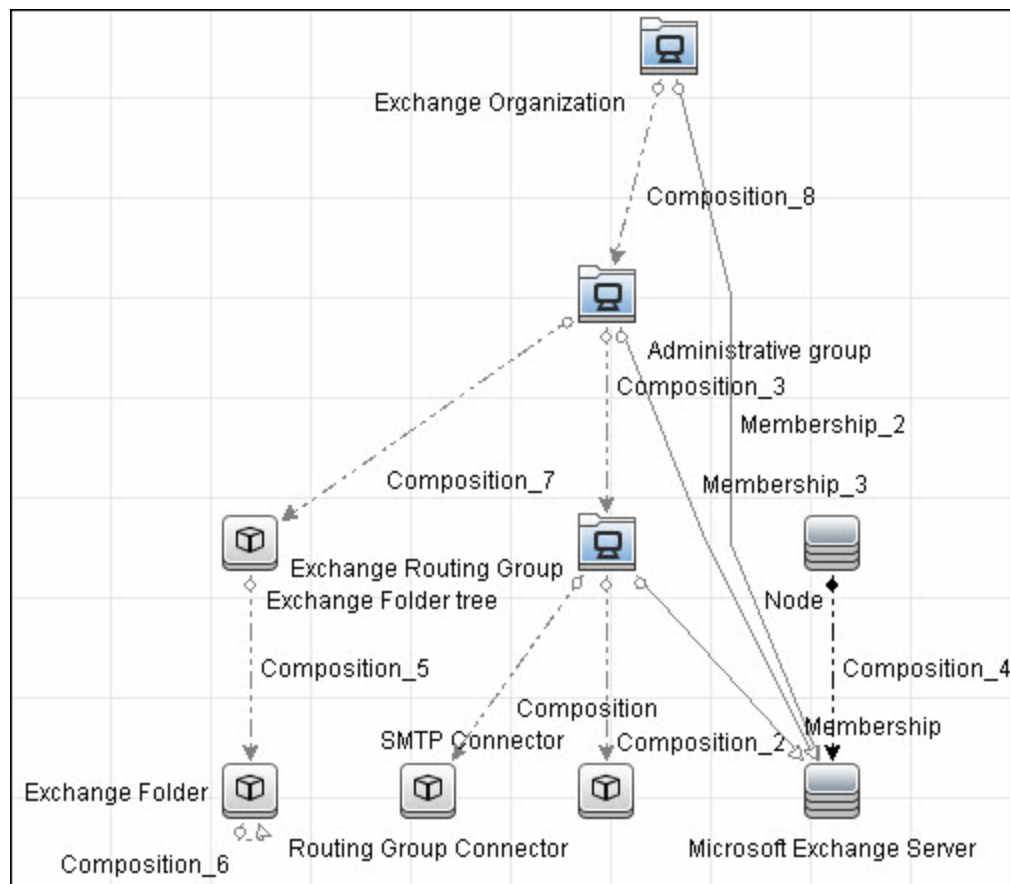 Exchange Organization
Composition_8
Administrative group
Composition_3
Membership_2
Composition_7
Membership_3
Exchange Routing Group
Exchange Folder tree
Node
Composition_5
Composition_4
Composition
Membership
SMTP Connector
Composition_2
Exchange Folder
Routing Group Connector
Microsoft Exchange Server
Composition_6